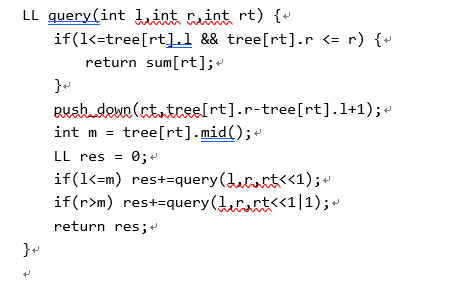 LL query(int l,int r,int rt) {
    if(l<=tree[rt].l && tree[rt].r <= r) {
        return sum[rt];
    }
    push_down(rt,tree[rt].r-tree[rt].l+1);
    int m = tree[rt].mid();
    LL res = 0;
    if(l<=m) res+=query(l,r,rt<<1);
    if(r>m) res+=query(l,r,rt<<1|1);
    return res;
}